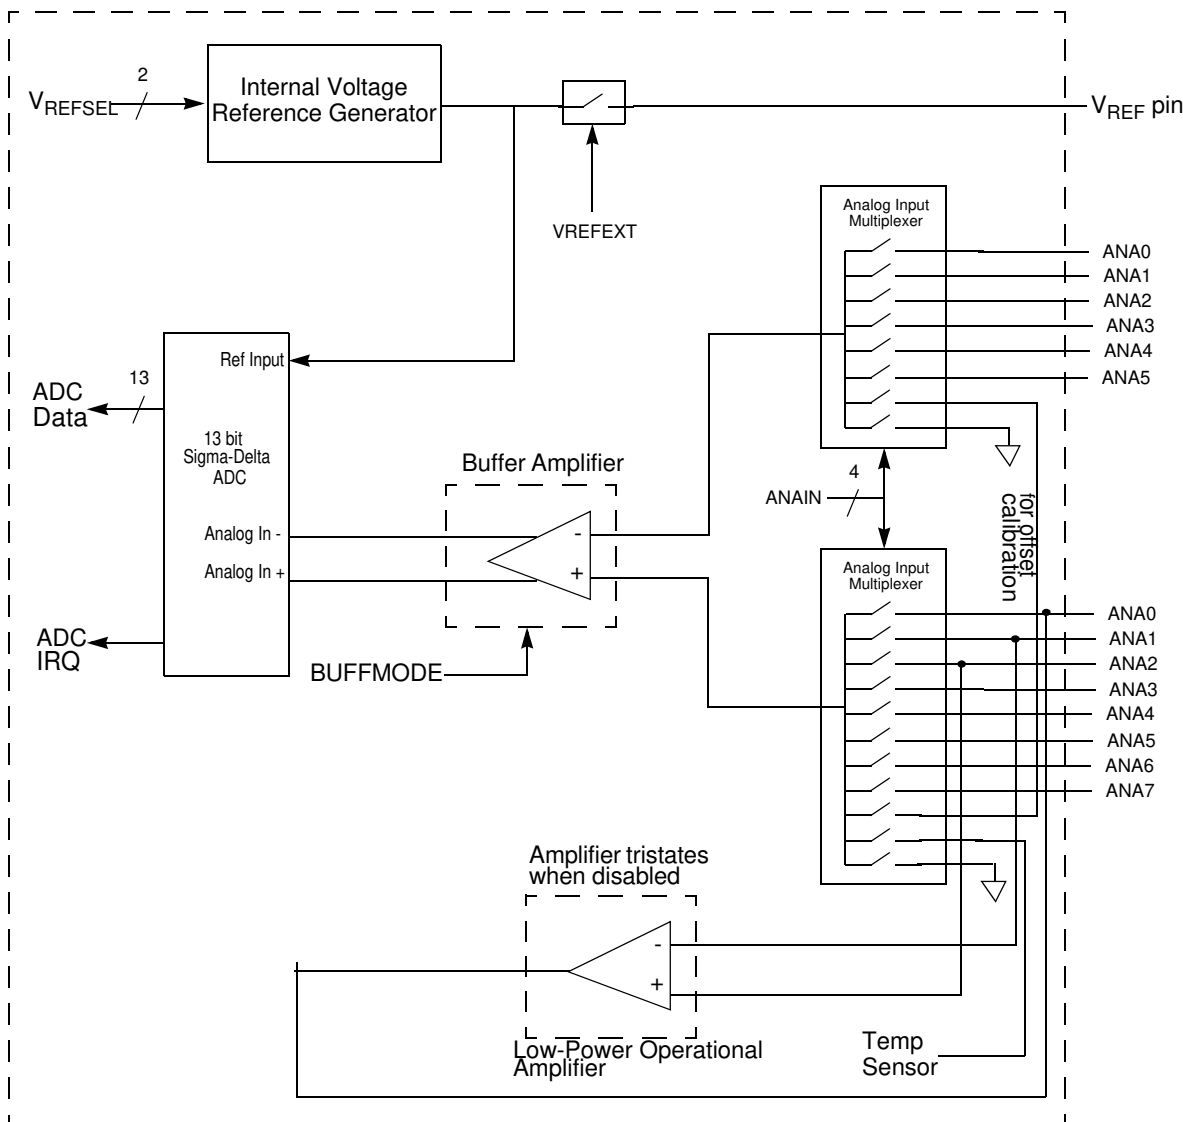 2
VREFSEL
Internal Voltage
Reference Generator
VREF pin
VREFEXT
Analog Input
Multiplexer
ANA0
ANA1
ANA2
ANA3
ANA4
ANA5
Ref Input
13
ADC
Data
13 bit
Sigma-Delta
ADC
Buffer Amplifier
4
ANAIN
for offset
calibration
Analog In -
Analog In +
-
+
Analog Input
Multiplexer
ADC
IRQ
BUFFMODE
ANA0
ANA1
ANA2
ANA3
ANA4
ANA5
ANA6
ANA7
Amplifier tristates
when disabled
-
+
Low-Power Operational
Amplifier
Temp
Sensor